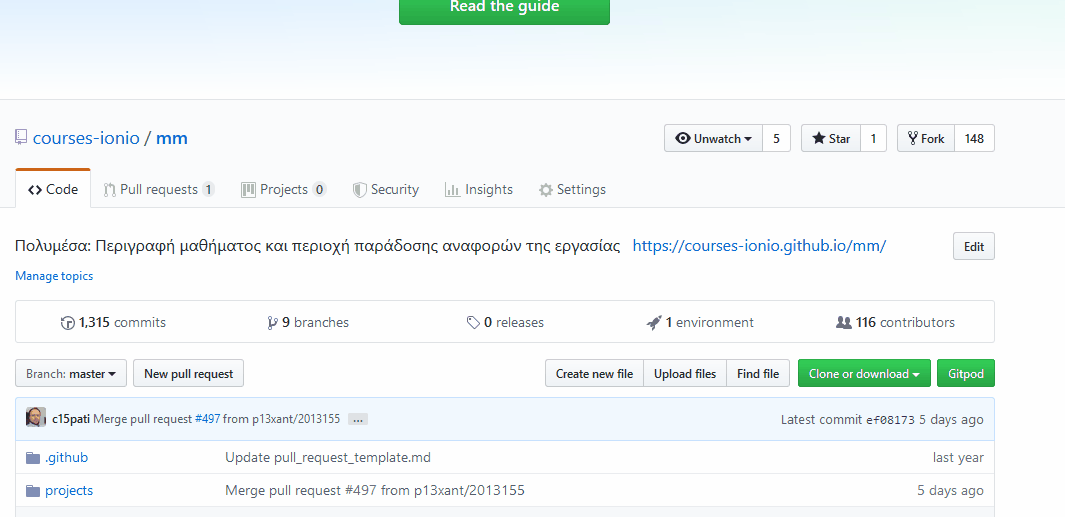 Read the guide
courses-ionio / mm
Unwatch 5 Star 1 Fork 148
Code Pull requests 1 Projects 0 Security Insights Settings
Πολυμέσα: Περιγραφή μαθήματος και περιοχή παράδοσης αναφορών της εργασίας https://courses-ionio.github.io/mm/ Edit
Manage topics
1,315 commits 9 branches 0 releases 1 environment 116 contributors
Branch: master New pull request Create new file Upload files Find file Clone or download Gitpod
c15pati Merge pull request #497 from p13xant/2013155 ... Latest commit ef08173 5 days ago
.github Update pull_request_template.md last year
projects Merge pull request #497 from p13xant/2013155 5 days ago